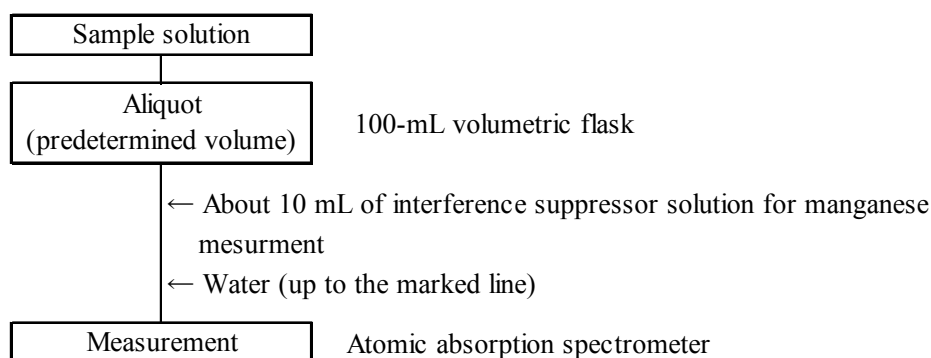 Sample solution
Aliquot
(predetermined volume)
100-mL volumetric flask
← About 10 mL of interference suppressor solution for manganese
mesurment
← Water (up to the marked line)
Measurement
Atomic absorption spectrometer